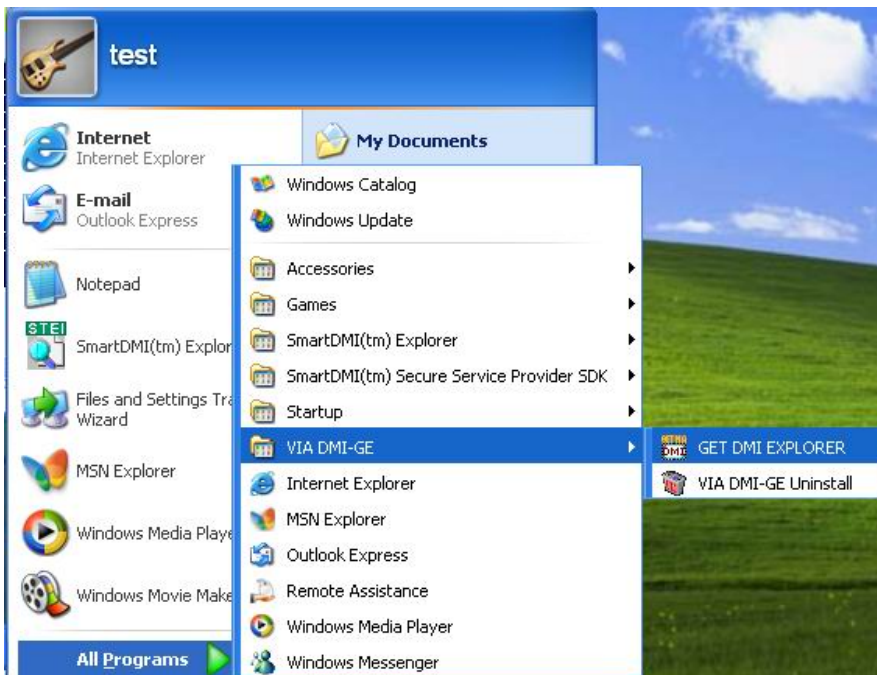 test
Internet
Internet Explorer
My Documents
E-mail
Outlook Express
Notepad
STEI
SmartDMI(tm) Explor
Files and Settings Tra
Wizard
MSN Explorer
Windows Media Playe
Windows Movie Make
All Programs
Windows Catalog
Windows Update
Accessories
Games
SmartDMI(tm) Explorer
SmartDMI(tm) Secure Service Provider SDK
Startup
VIA DMI-GE
Internet Explorer
MSN Explorer
Outlook Express
Remote Assistance
Windows Media Player
Windows Messenger
DMI
GET DMI EXPLORER
VIA DMI-GE Uninstall